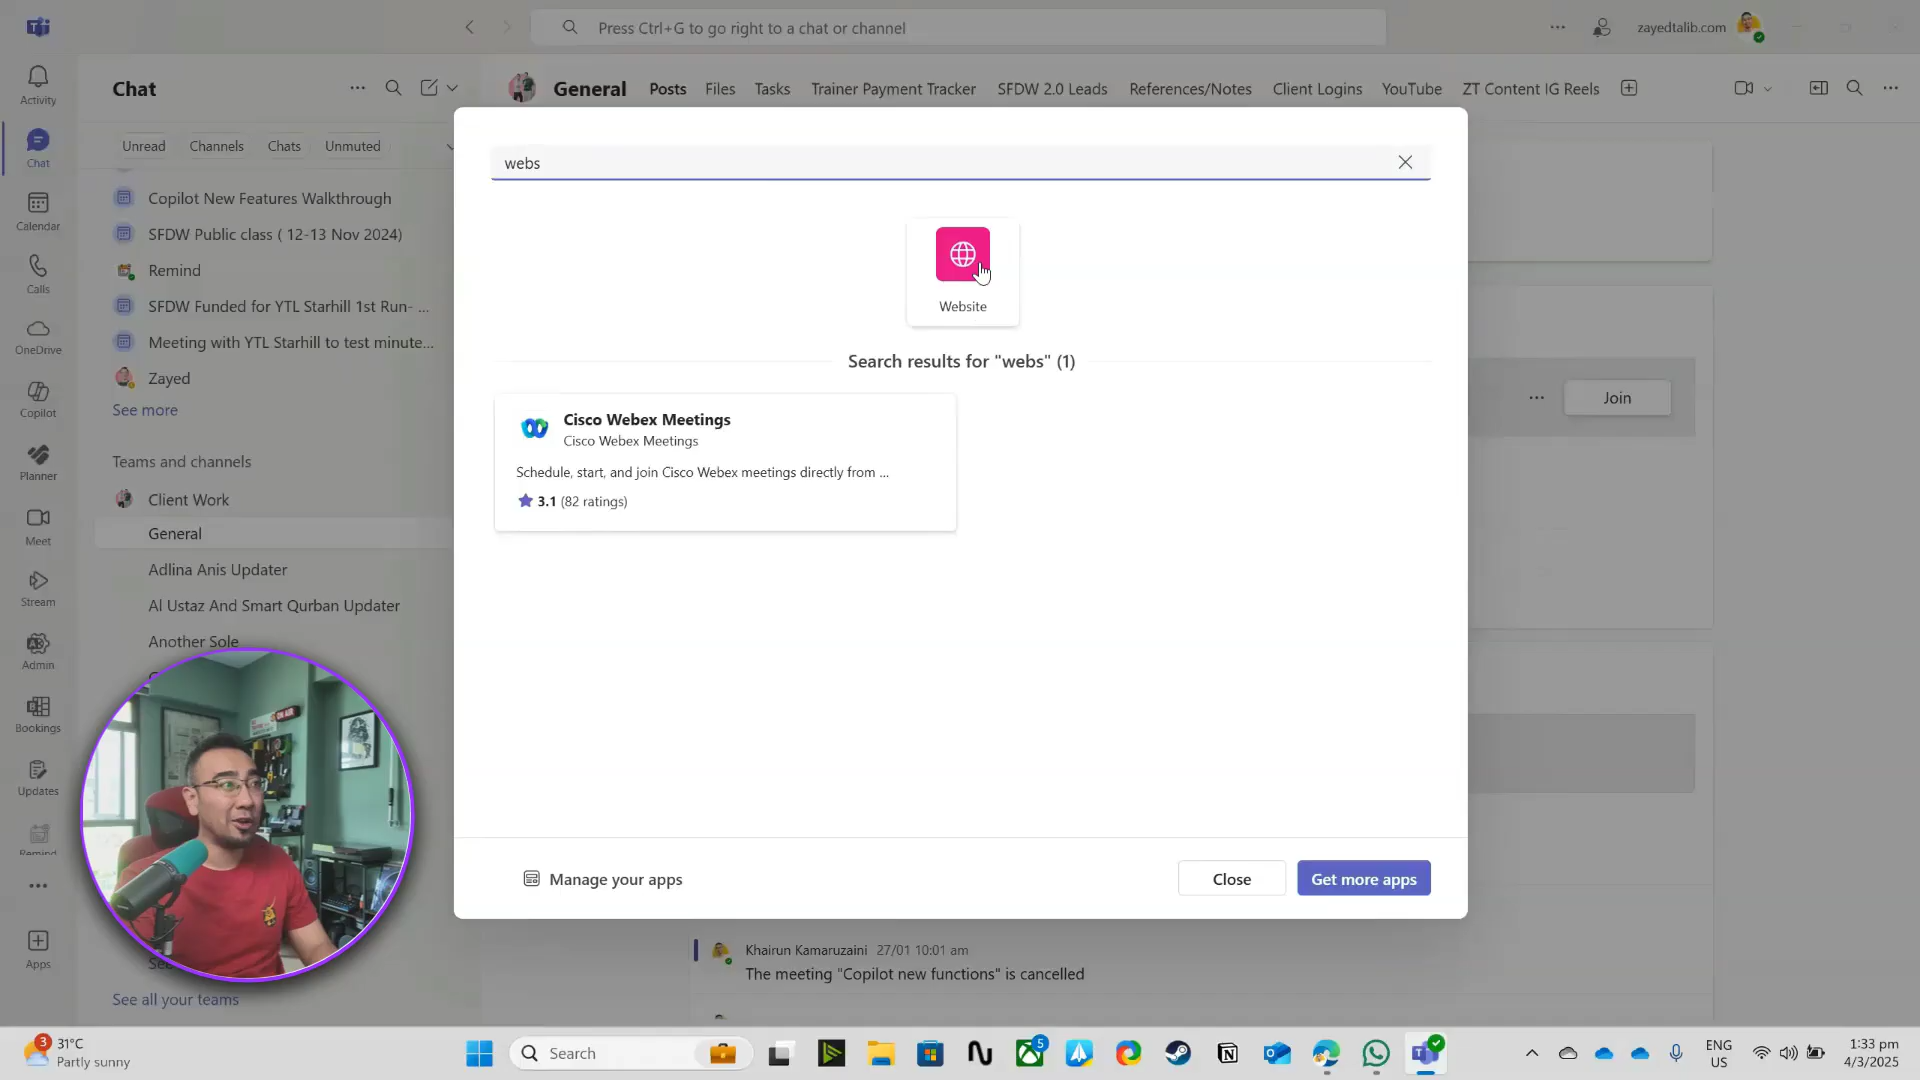 Press Ctrl+G to go right to a chat or channel
zayedtalib.com
Activity
Chat
Calendar
Calls
OneDrive
Copilot
Planner
Meet
Stream
Admin
Bookings
Updates
Remind
Apps
Chat
Unread
Channels
Chats
Unmuted
Copilot New Features Walkthrough
SFDW Public class ( 12-13 Nov 2024)
Remind
SFDW Funded for YTL Starhill 1st Run- ...
Meeting with YTL Starhill to test minute...
Zayed
See more
Teams and channels
Client Work
General
Adlina Anis Updater
Al Ustaz And Smart Qurban Updater
Another Sole
ON AIR
See all your teams
General
Posts
Files
Tasks
Trainer Payment Tracker
SFDW 2.0 Leads
References/Notes
Client Logins
YouTube
ZT Content IG Reels
webs
Website
Search results for "webs" (1)
Cisco Webex Meetings
Cisco Webex Meetings
Schedule, start, and join Cisco Webex meetings directly from ...
3.1 (82 ratings)
Manage your apps
Close
Get more apps
Join
Khairun Kamaruzaini 27/01 10:01 am
The meeting "Copilot new functions" is cancelled
3
31°C
Partly sunny
Search
5
ENG
US
1:33 pm
4/3/2025